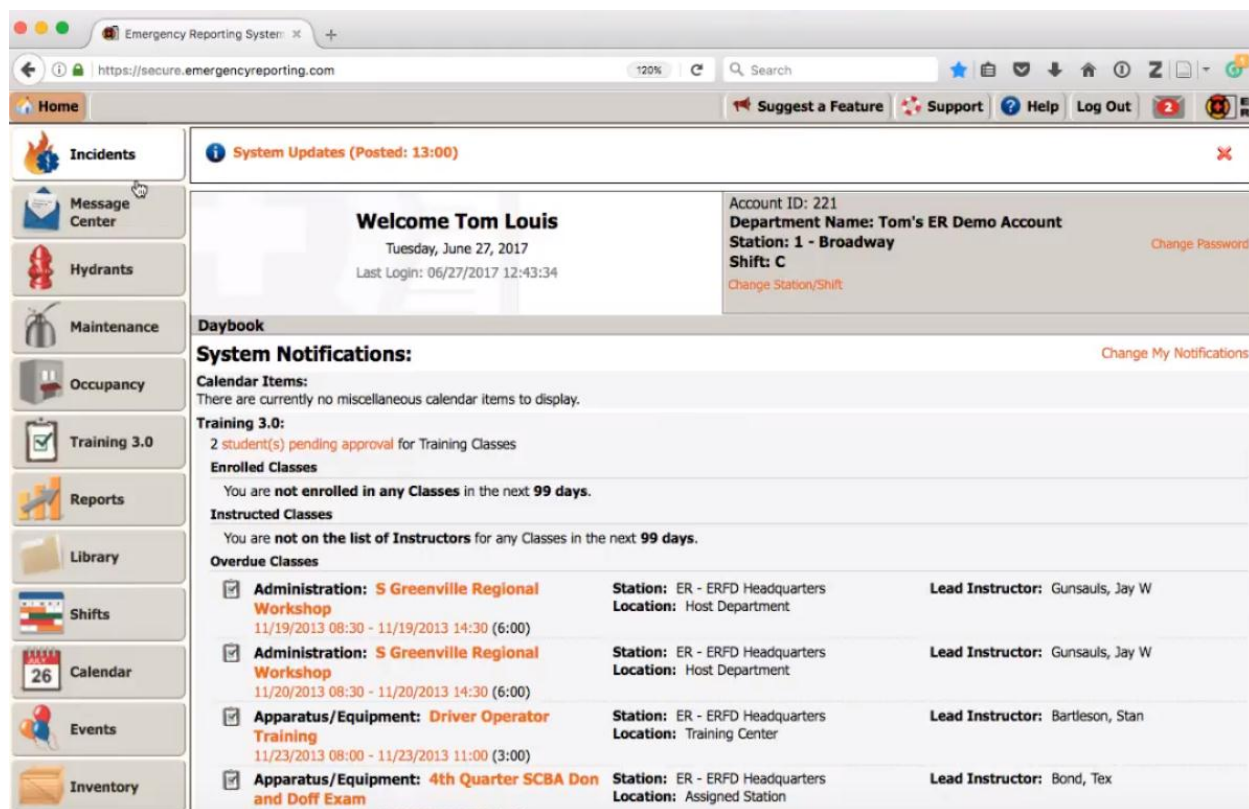 Emergency Reporting System
https://secure.emergencyreporting.com
120%
Search
Z
Home
Suggest a Feature
Support
Help
Log Out
2
Incidents
Message
Center
Hydrants
Maintenance
Occupancy
Training 3.0
Reports
Library
Shifts
JULY
26
Calendar
Events
Inventory
System Updates (Posted: 13:00)
Welcome Tom Louis
Tuesday, June 27, 2017
Last Login: 06/27/2017 12:43:34
Account ID: 221
Department Name: Tom's ER Demo Account
Station: 1 - Broadway
Shift: C
Change Station/Shift
Change Password
Daybook
System Notifications:
Change My Notifications
Calendar Items:
There are currently no miscellaneous calendar items to display.
Training 3.0:
2 student(s) pending approval for Training Classes
Enrolled Classes
You are not enrolled in any Classes in the next 99 days.
Instructed Classes
You are not on the list of Instructors for any Classes in the next 99 days.
Overdue Classes
Administration: S Greenville Regional
Workshop
11/19/2013 08:30 - 11/19/2013 14:30 (6:00)
Station: ER - ERFD Headquarters
Location: Host Department
Lead Instructor: Gunsauls, Jay W
Administration: S Greenville Regional
Workshop
11/20/2013 08:30 - 11/20/2013 14:30 (6:00)
Station: ER - ERFD Headquarters
Location: Host Department
Lead Instructor: Gunsauls, Jay W
Apparatus/Equipment: Driver Operator
Training
11/23/2013 08:00 - 11/23/2013 11:00 (3:00)
Station: ER - ERFD Headquarters
Location: Training Center
Lead Instructor: Bartleson, Stan
Apparatus/Equipment: 4th Quarter SCBA Don
and Doff Exam
Station: ER - ERFD Headquarters
Location: Assigned Station
Lead Instructor: Bond, Tex